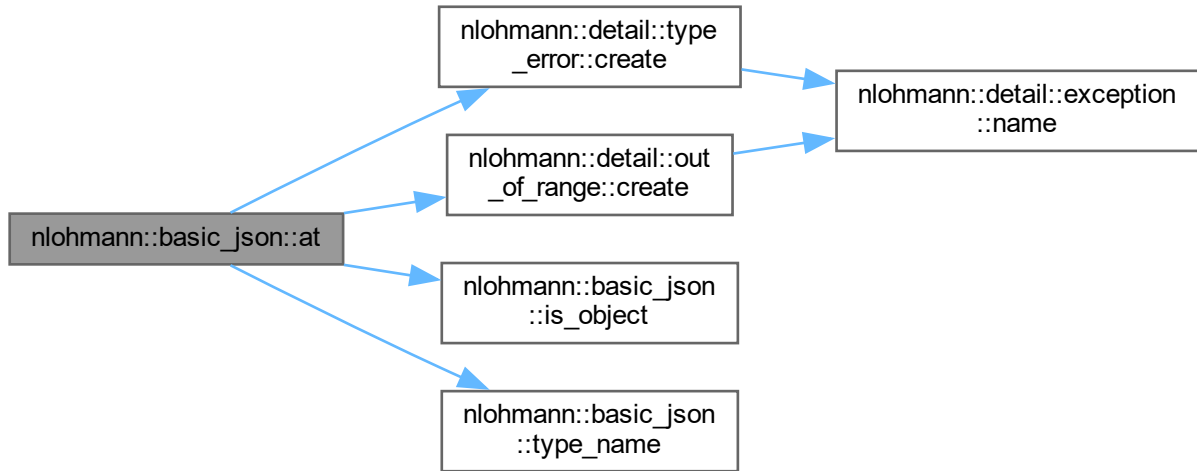 nlohmann::detail::type
_error::create
nlohmann::detail::exception
::name
nlohmann::detail::out
_of_range::create
nlohmann::basic_json::at
nlohmann::basic_json
::is_object
nlohmann::basic_json
::type_name